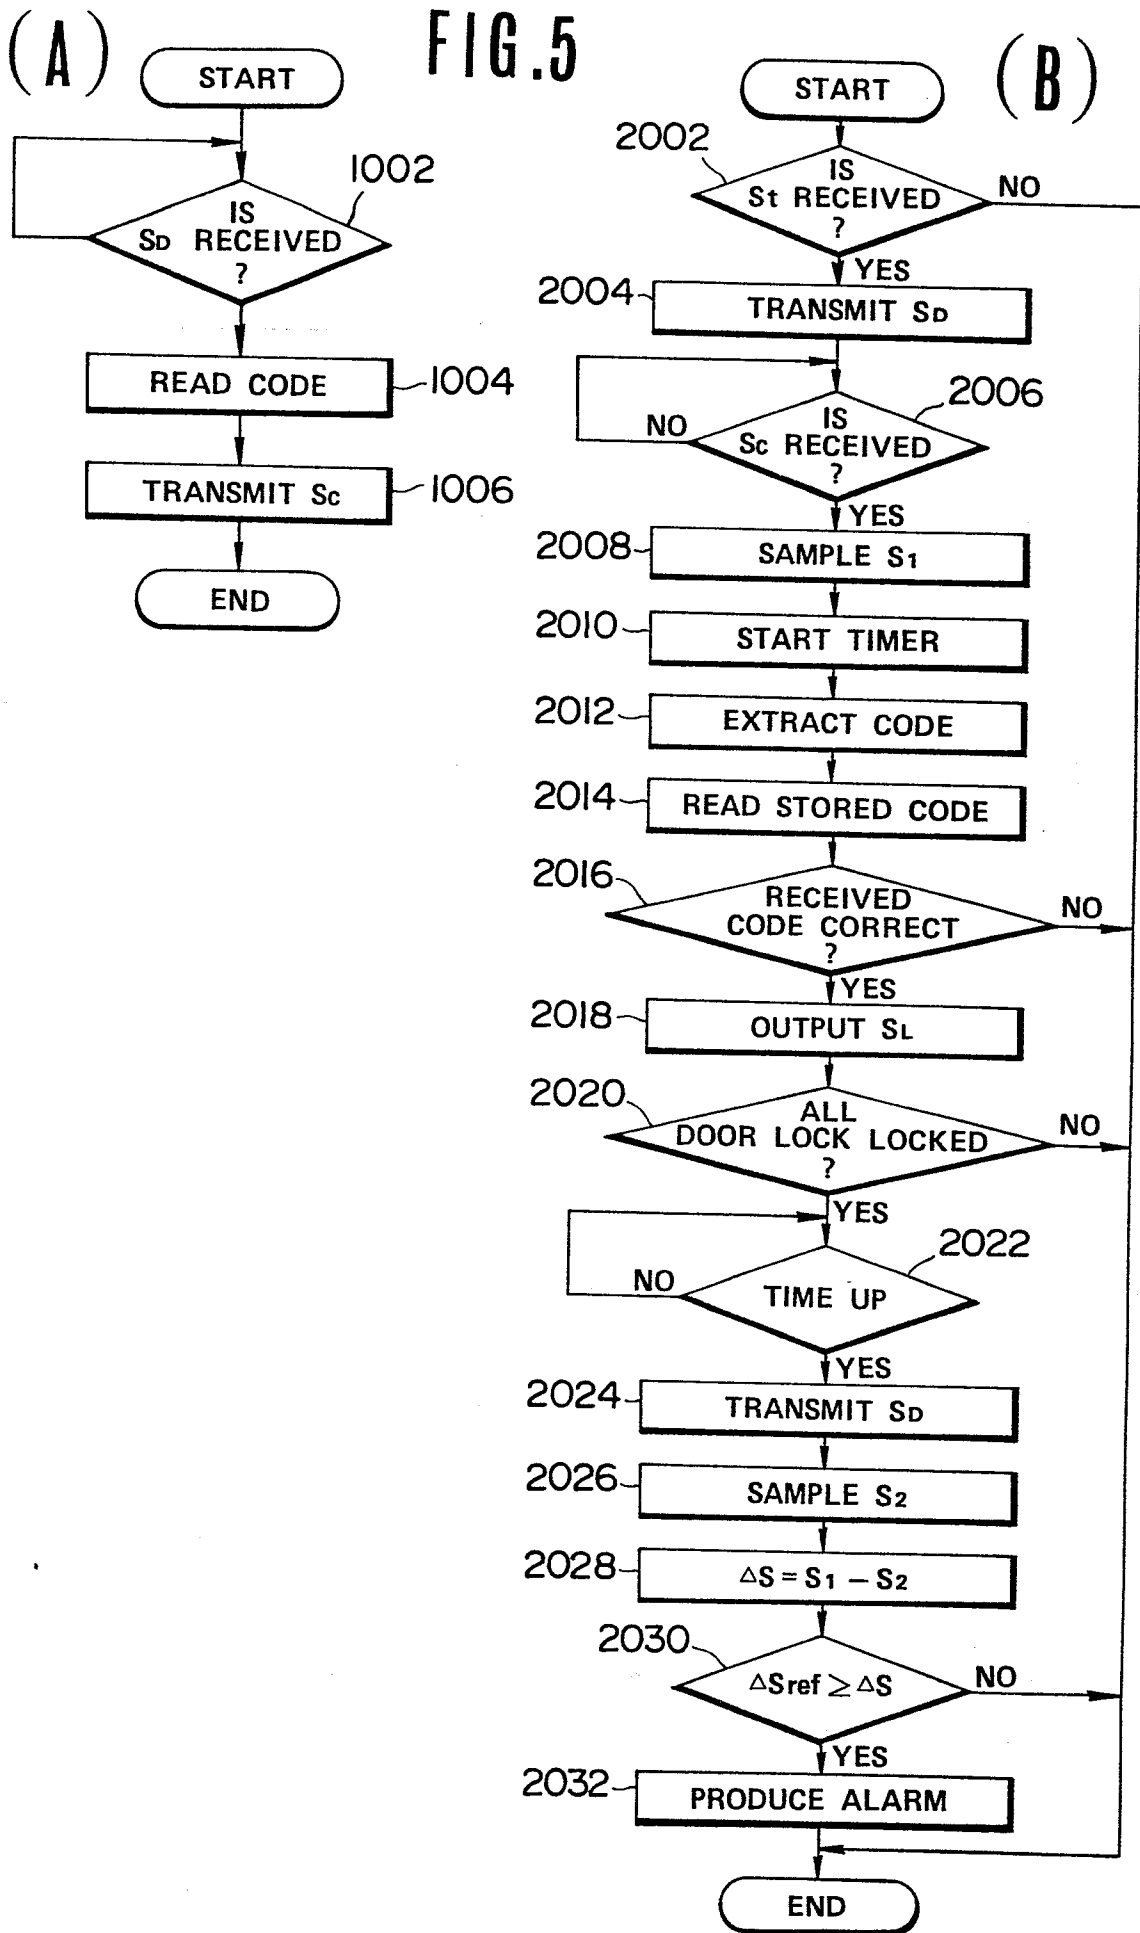 FIG.5
(A)
START
1002
IS
SD RECEIVED
?
READ CODE
1004
TRANSMIT SC
1006
END
(B)
START
2002
IS
St RECEIVED
?
NO
YES
2004
TRANSMIT SD
2006
IS
SC RECEIVED
?
NO
YES
2008
SAMPLE S1
2010
START TIMER
2012
EXTRACT CODE
2014
READ STORED CODE
2016
RECEIVED
CODE CORRECT
?
NO
YES
2018
OUTPUT SL
2020
ALL
DOOR LOCK LOCKED
?
NO
YES
2022
TIME UP
NO
YES
2024
TRANSMIT SD
2026
SAMPLE S2
2028
△S = S1 − S2
2030
△Sref ≥ △S
NO
YES
2032
PRODUCE ALARM
END